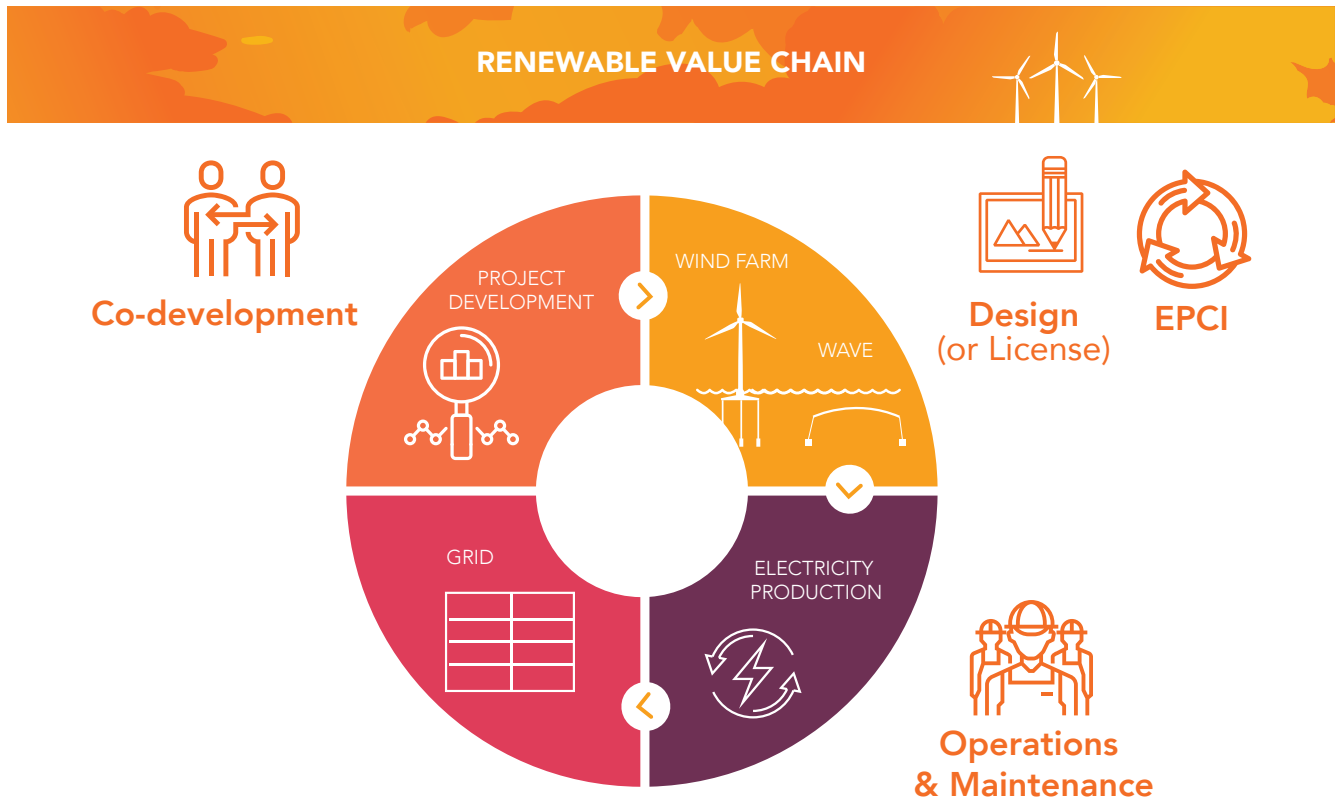 RENEWABLE VALUE CHAIN
Co-development
PROJECT
DEVELOPMENT
WIND FARM
WAVE
Design
(or License)
EPCI
GRID
ELECTRICITY
PRODUCTION
Operations
& Maintenance